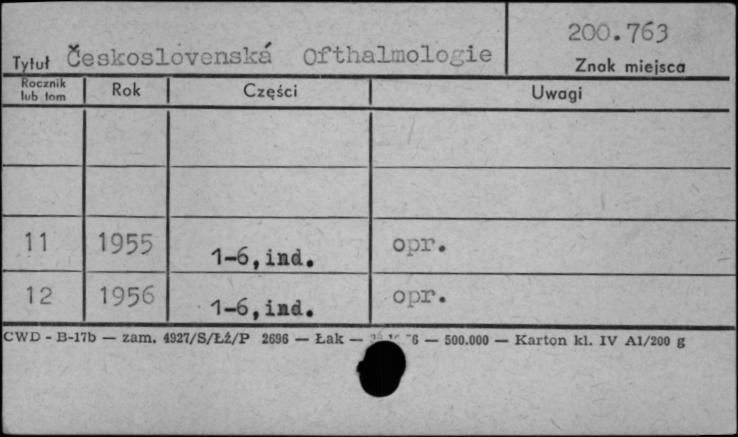 200.763
Tytuł Československá Ofthalmologie
Znak miejsca
Rocznik lub tom Rok Części Uwagi
11 1955 1-6,ind. opr.
12 1956 1-6,ind. opr.
CWD - B-17b — zam. 4927/S/Łź/P 2696 — Łak — 6 — 500.000 — Karton kl. IV A1/200 g